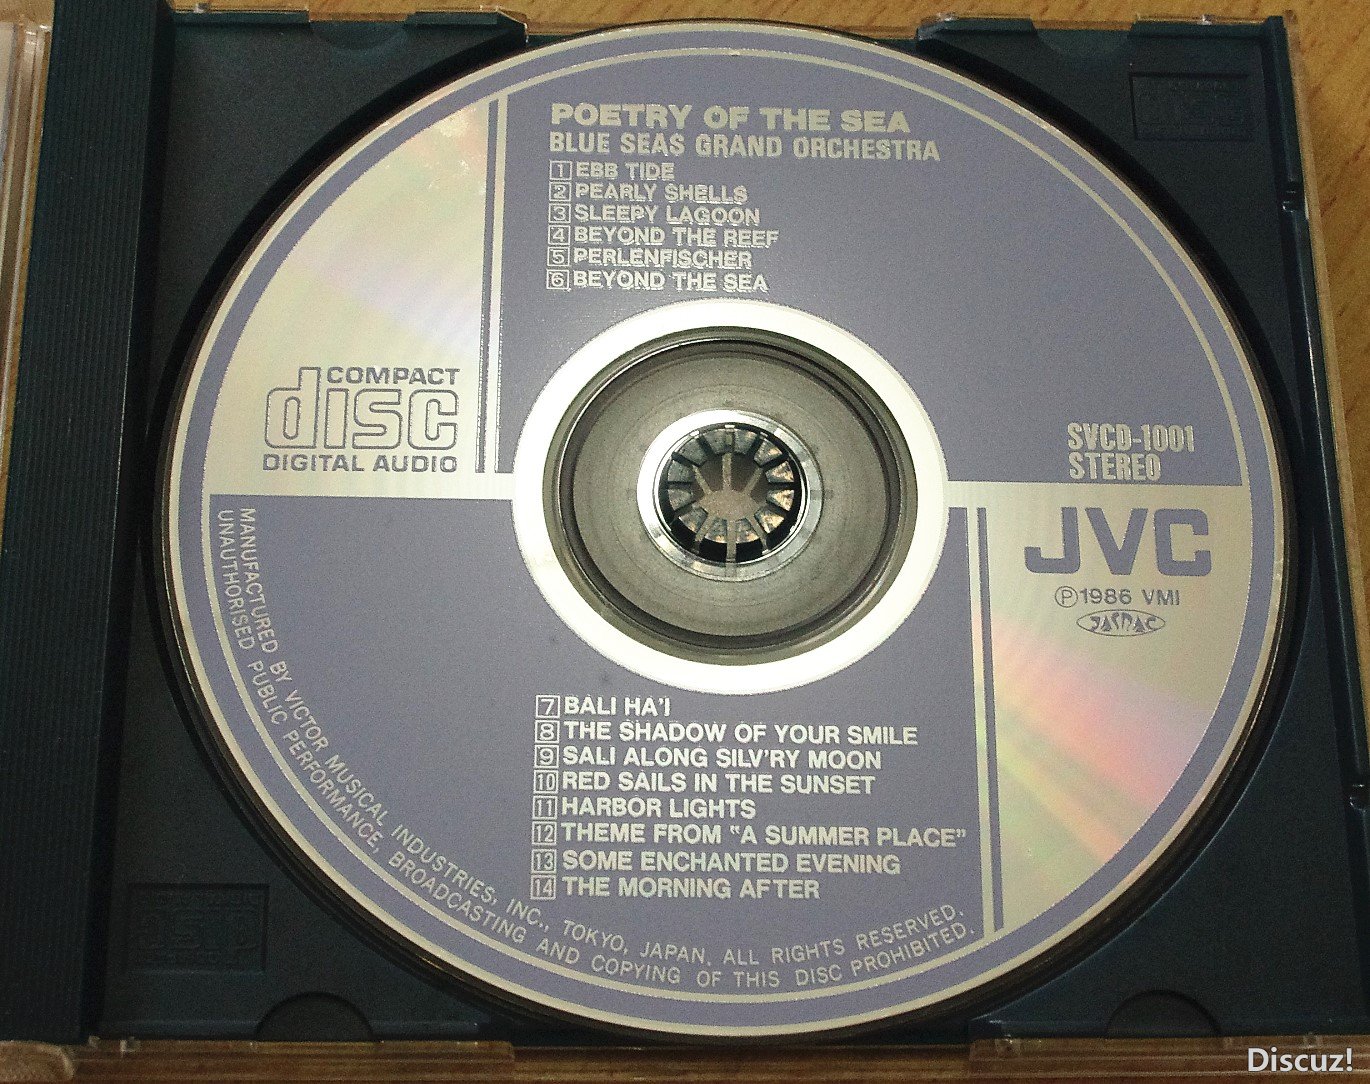 POETRY OF THE SEA
BLUE SEAS GRAND ORCHESTRA
1 EBB TIDE
2 PEARLY SHELLS
3 SLEEPY LAGOON
4 BEYOND THE REEF
5 PERLENFISCHER
6 BEYOND THE SEA
COMPACT
disc
DIGITAL AUDIO
SVCD-1001
STEREO
JVC
Ⓟ1986 VMI
JASRAC
7 BALI HA'I
8 THE SHADOW OF YOUR SMILE
9 SALI ALONG SILV'RY MOON
10 RED SAILS IN THE SUNSET
11 HARBOR LIGHTS
12 THEME FROM "A SUMMER PLACE"
13 SOME ENCHANTED EVENING
14 THE MORNING AFTER
MANUFACTURED BY VICTOR MUSICAL INDUSTRIES, INC., TOKYO, JAPAN. ALL RIGHTS RESERVED.
UNAUTHORISED PUBLIC PERFORMANCE, BROADCASTING AND COPYING OF THIS DISC PROHIBITED.
Discuz!